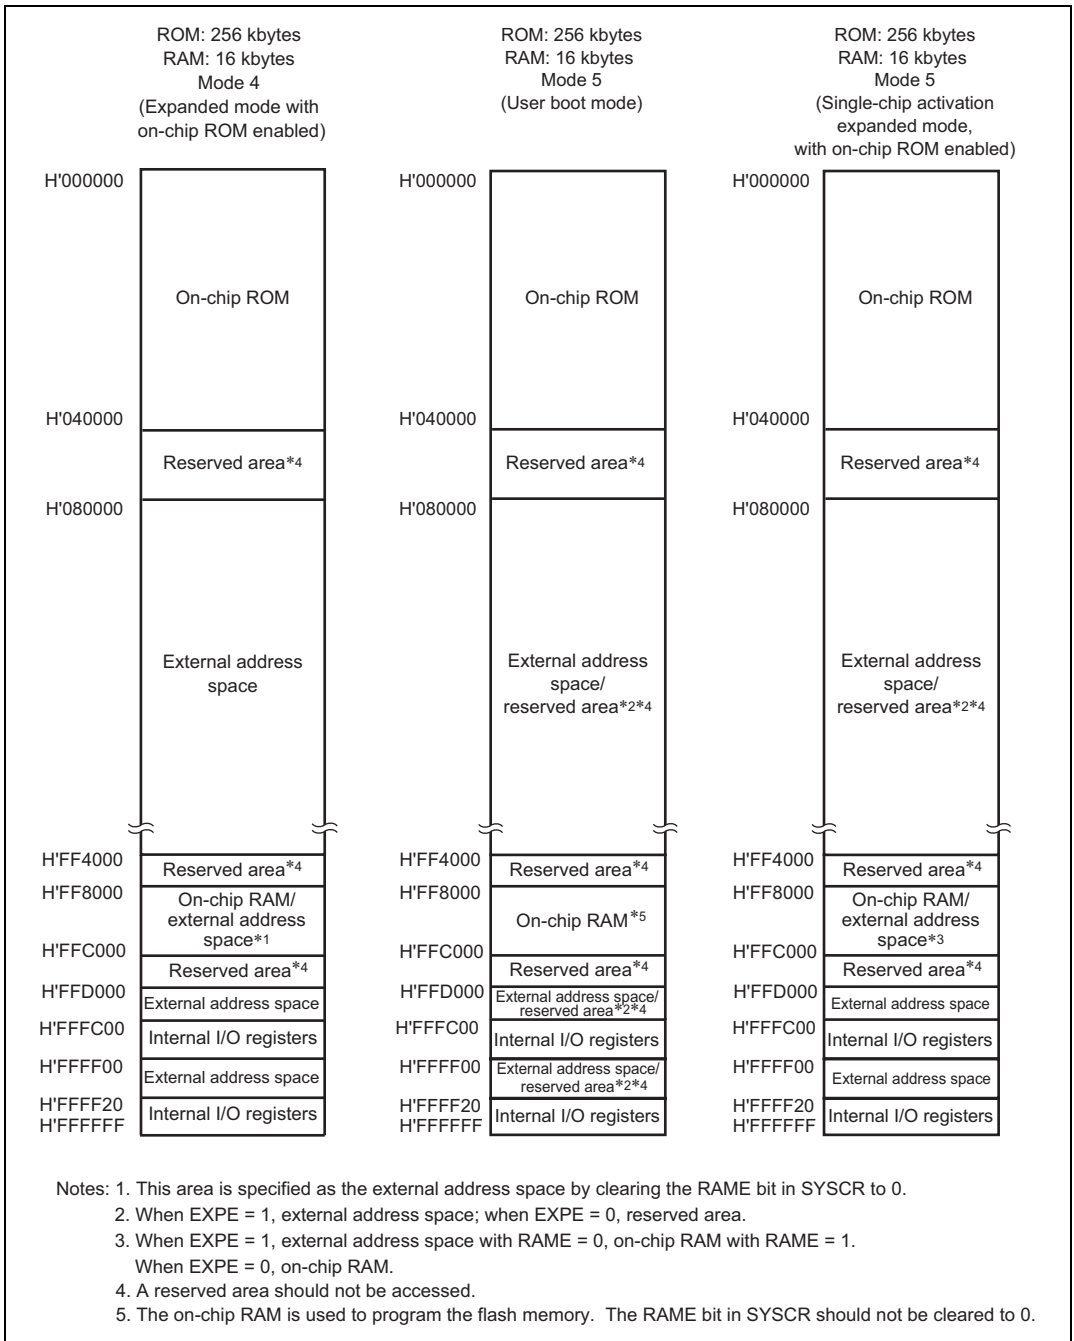 ROM: 256 kbytes
RAM: 16 kbytes
Mode 4
(Expanded mode with
on-chip ROM enabled)
H'000000
On-chip ROM
H'040000
Reserved area*4
H'080000
External address
space
H'FF4000
Reserved area*4
H'FF8000
On-chip RAM/
external address
space*1
H'FFC000
Reserved area*4
H'FFD000
External address space
H'FFFC00
Internal I/O registers
H'FFFF00
External address space
H'FFFF20
Internal I/O registers
H'FFFFFF
ROM: 256 kbytes
RAM: 16 kbytes
Mode 5
(User boot mode)
H'000000
On-chip ROM
H'040000
Reserved area*4
H'080000
External address
space/
reserved area*2*4
H'FF4000
Reserved area*4
H'FF8000
On-chip RAM*5
H'FFC000
Reserved area*4
H'FFD000
External address space/
reserved area*2*4
H'FFFC00
Internal I/O registers
H'FFFF00
External address space/
reserved area*2*4
H'FFFF20
Internal I/O registers
H'FFFFFF
ROM: 256 kbytes
RAM: 16 kbytes
Mode 5
(Single-chip activation
expanded mode,
with on-chip ROM enabled)
H'000000
On-chip ROM
H'040000
Reserved area*4
H'080000
External address
space/
reserved area*2*4
H'FF4000
Reserved area*4
H'FF8000
On-chip RAM/
external address
space*3
H'FFC000
Reserved area*4
H'FFD000
External address space
H'FFFC00
Internal I/O registers
H'FFFF00
External address space
H'FFFF20
Internal I/O registers
H'FFFFFF
Notes: 1. This area is specified as the external address space by clearing the RAME bit in SYSCR to 0.
2. When EXPE = 1, external address space; when EXPE = 0, reserved area.
3. When EXPE = 1, external address space with RAME = 0, on-chip RAM with RAME = 1.
When EXPE = 0, on-chip RAM.
4. A reserved area should not be accessed.
5. The on-chip RAM is used to program the flash memory. The RAME bit in SYSCR should not be cleared to 0.